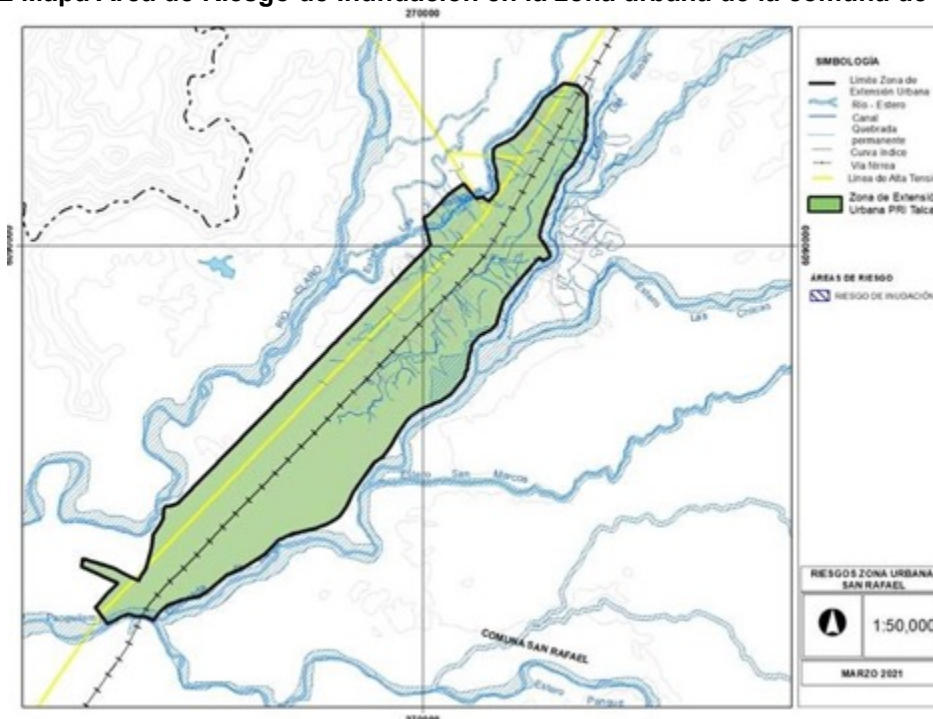 Mapa Área de Riesgo de Inundación en la zona urbana de la comuna de
270000
SIMBOLOGÍA
Límite Zona de
Extensión Urbana
Río - Estero
Canal
Quebrada
permanente
Curva índice
Vía férrea
Línea de Alta Tensi
Zona de Extensió
Urbana PRI Talca
ÁREAS DE RIESGO
RIESGO DE INUDACIÓN
RÍO CLARO
Estero Las Chicas
Estero San Marcos
COMUNA SAN RAFAEL
Estero Pangue
RIESGOS ZONA URBANA
SAN RAFAEL
1:50,000
MARZO 2021
270000